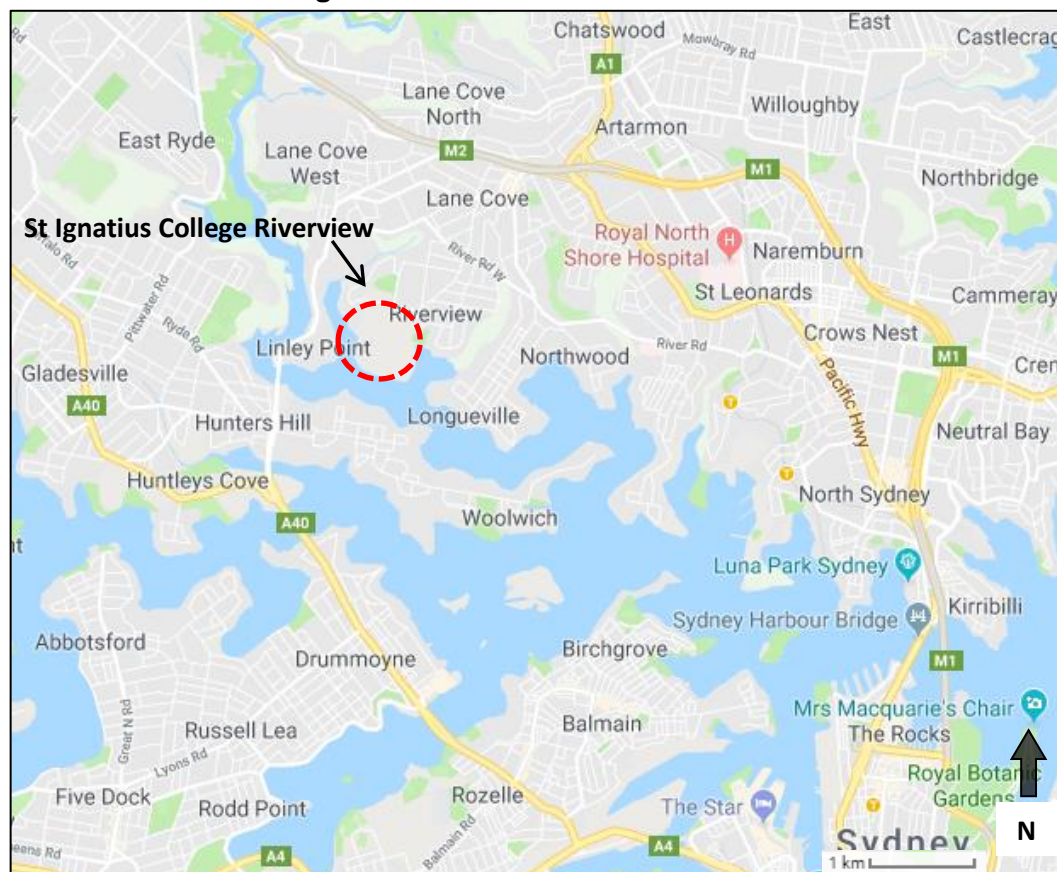 East
Chatswood
Mowbray Rd
Castlecrag
A1
Lane Cove
North
Willoughby
East Ryde
Artarmon
Lane Cove
West
M2
M1
Northbridge
Lane Cove
St Ignatius College Riverview
Royal North
Shore Hospital
H
Naremburn
River Rd W
Pittwater Rd
St Leonards
Cammeray
Ryde Rd
Riverview
Crows Nest
Linley Point
Northwood
River Rd
M1
Gladesville
Pacific Hwy
A40
Longueville
Hunters Hill
Neutral Bay
Huntleys Cove
North Sydney
A40
Woolwich
Luna Park Sydney
Kirribilli
Sydney Harbour Bridge
Abbotsford
Birchgrove
Drummoyne
M1
Great N Rd
Mrs Macquarie's Chair
Russell Lea
Balmain
The Rocks
Lyons Rd
Royal Botanic
Gardens
Five Dock
Rodd Point
Rozelle
The Star
N
Balmain Rd
Sydney
A4
A4
1 km